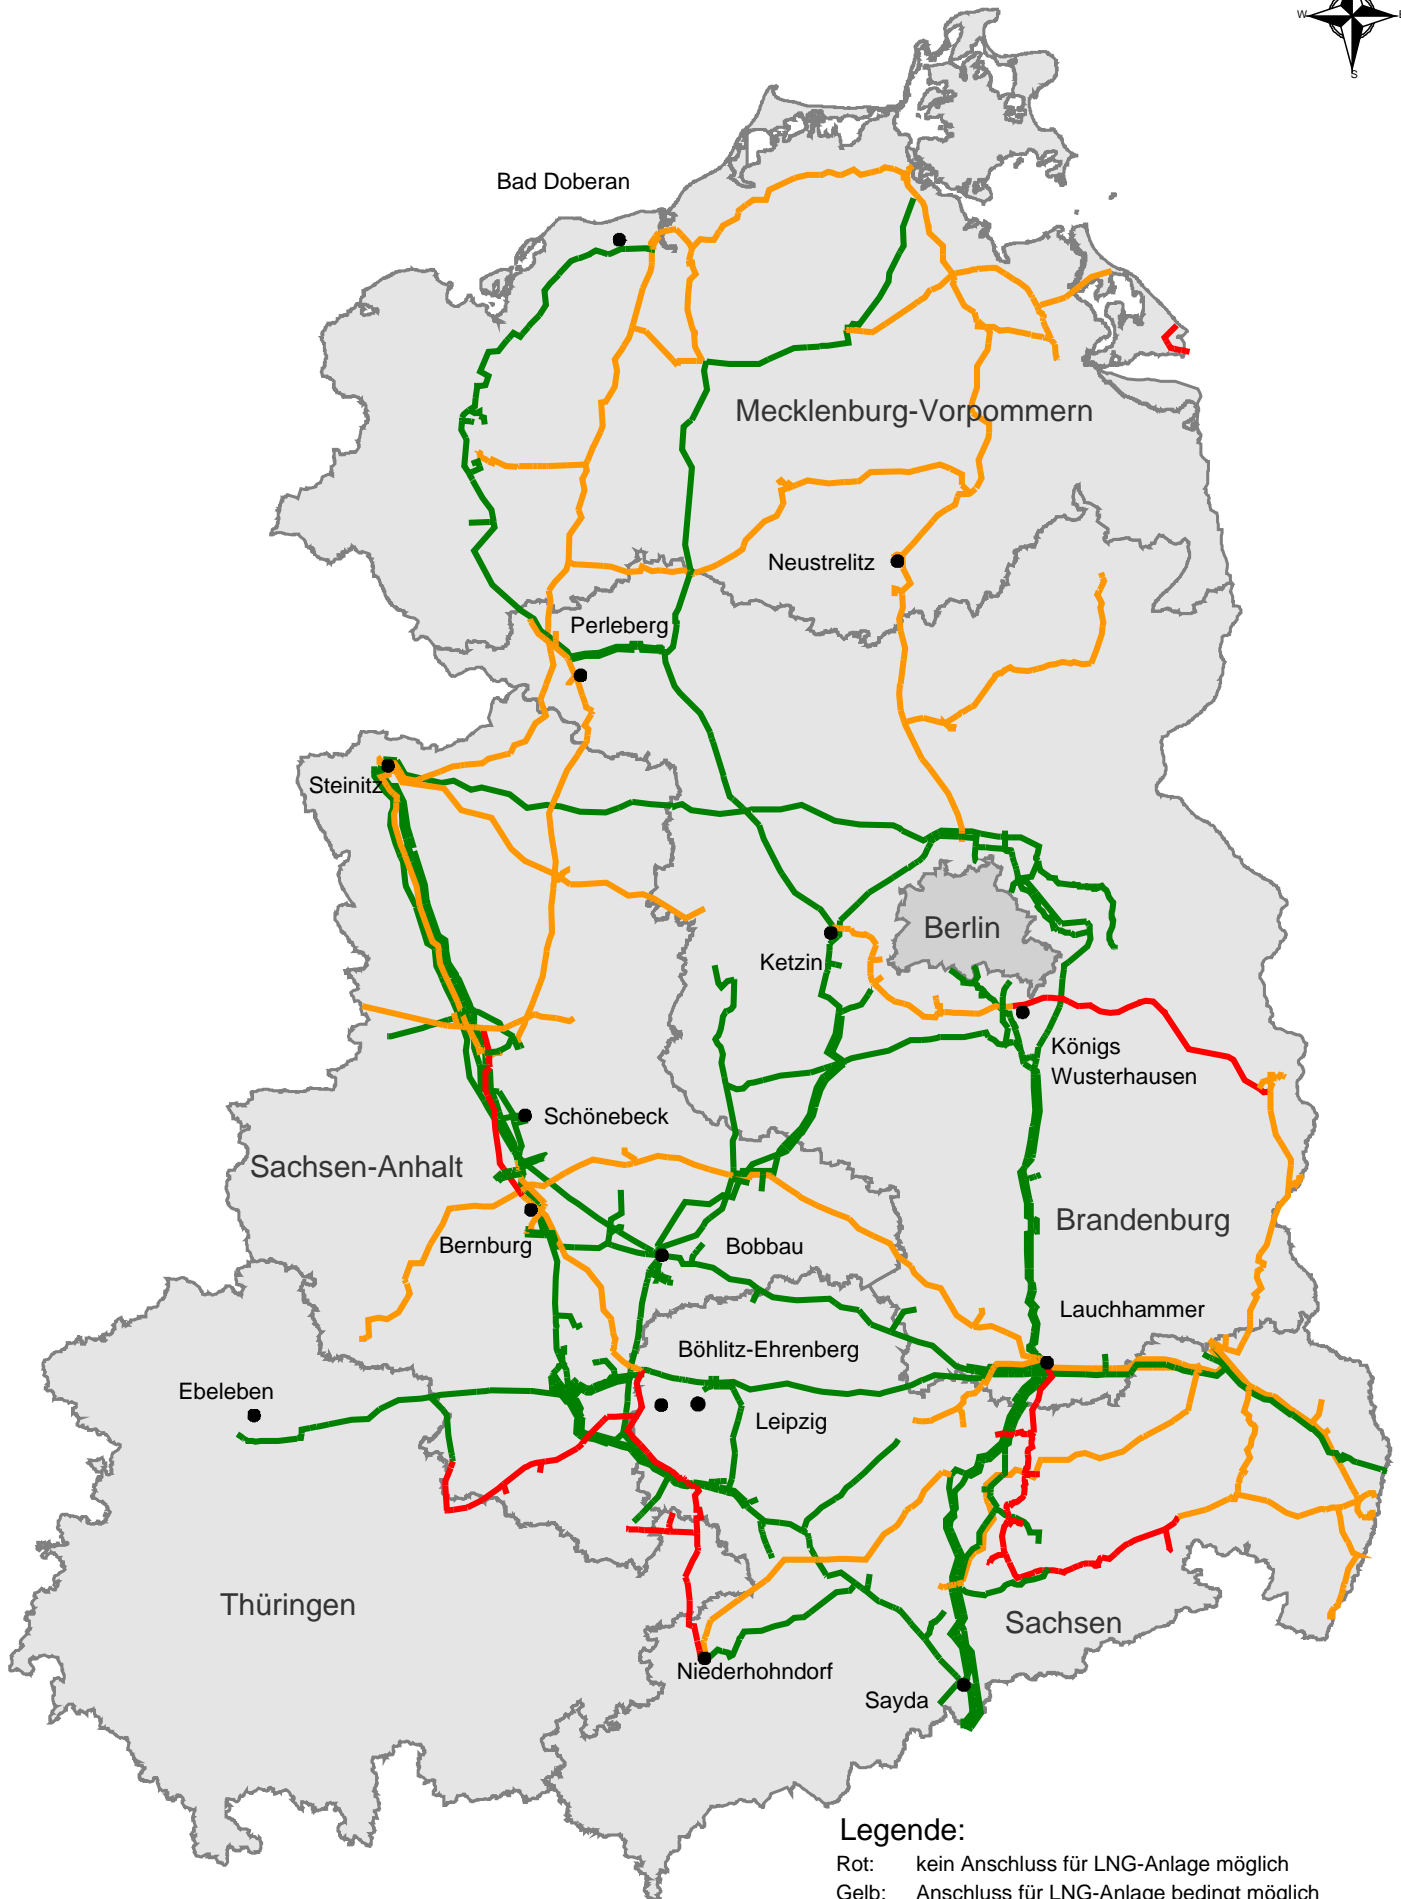 W
E
S
Bad Doberan
Mecklenburg-Vorpommern
Neustrelitz
Perleberg
Steinitz
Berlin
Ketzin
Königs
Wusterhausen
Schönebeck
Sachsen-Anhalt
Brandenburg
Bernburg
Bobbau
Lauchhammer
Böhlitz-Ehrenberg
Ebeleben
Leipzig
Thüringen
Sachsen
Niederhohndorf
Sayda
Legende:
Rot: kein Anschluss für LNG-Anlage möglich
Gelb: Anschluss für LNG-Anlage bedingt möglich